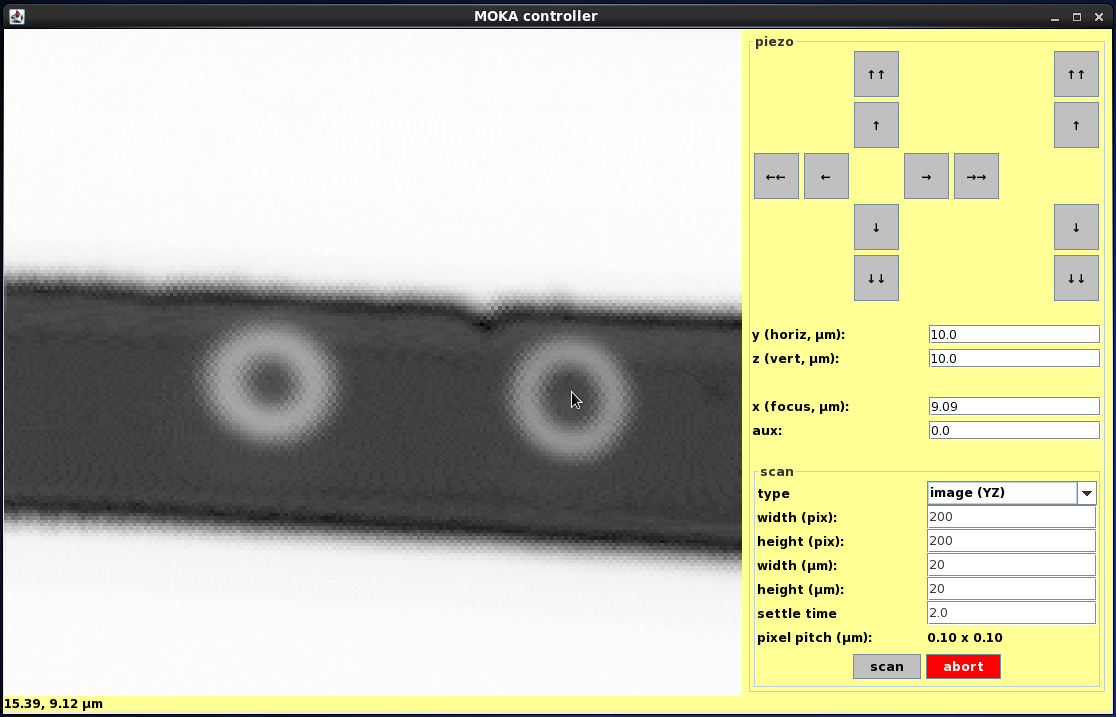 MOKA controller
piezo
↑↑ ↑↑
↑ ↑
←← ← → →→
↓ ↓
↓↓ ↓↓
y (horiz, µm): 10.0
z (vert, µm): 10.0
x (focus, µm): 9.09
aux: 0.0
scan
type image (YZ)
width (pix): 200
height (pix): 200
width (µm): 20
height (µm): 20
settle time 2.0
pixel pitch (µm): 0.10 x 0.10
scan abort
15.39, 9.12 µm